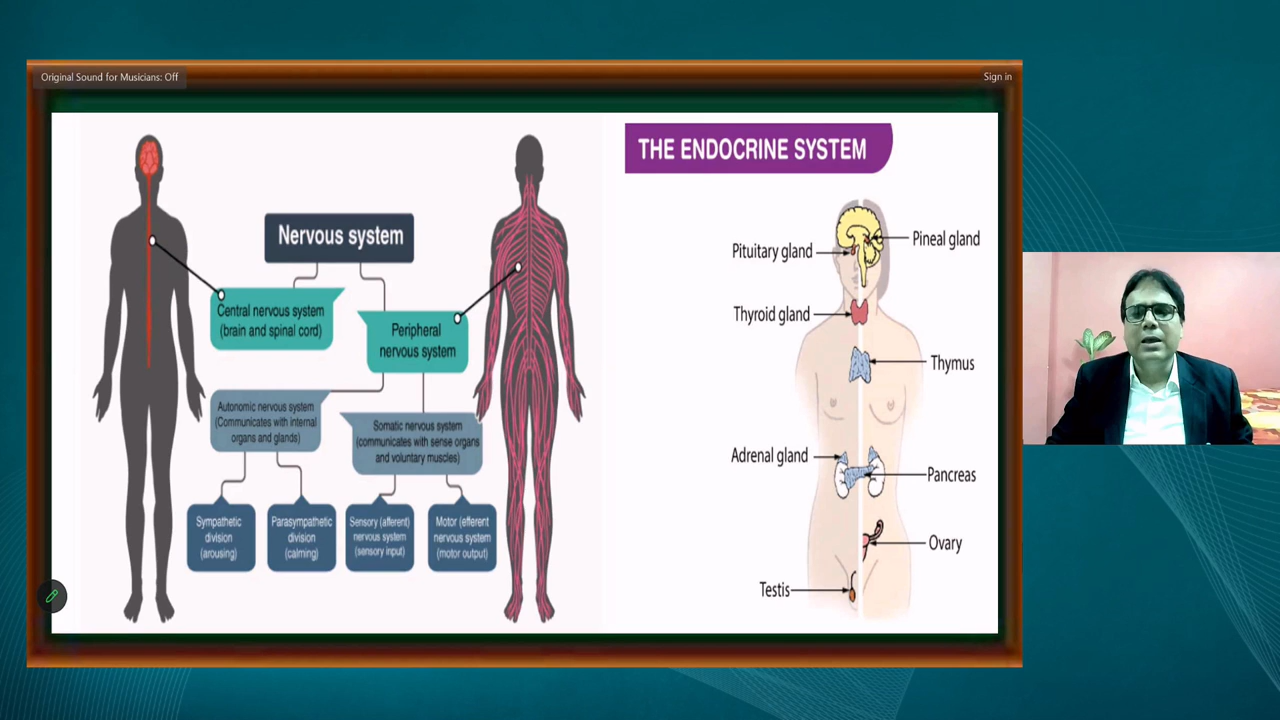 Original Sound for Musicians: Off
Sign in
Nervous system
Central nervous system
(brain and spinal cord)
Peripheral
nervous system
Autonomic nervous system
(Communicates with internal
organs and glands)
Somatic nervous system
(communicates with sense organs
and voluntary muscles)
Sympathetic
division
(arousing)
Parasympathetic
division
(calming)
Sensory (afferent)
nervous system
(sensory input)
Motor (efferent
nervous system
(motor output)
THE ENDOCRINE SYSTEM
Pineal gland
Pituitary gland
Thyroid gland
Thymus
Adrenal gland
Pancreas
Ovary
Testis